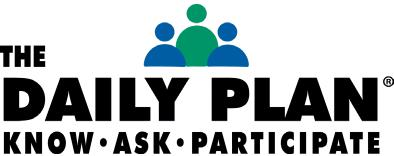 THE
DAILY PLAN®
KNOW • ASK • PARTICIPATE